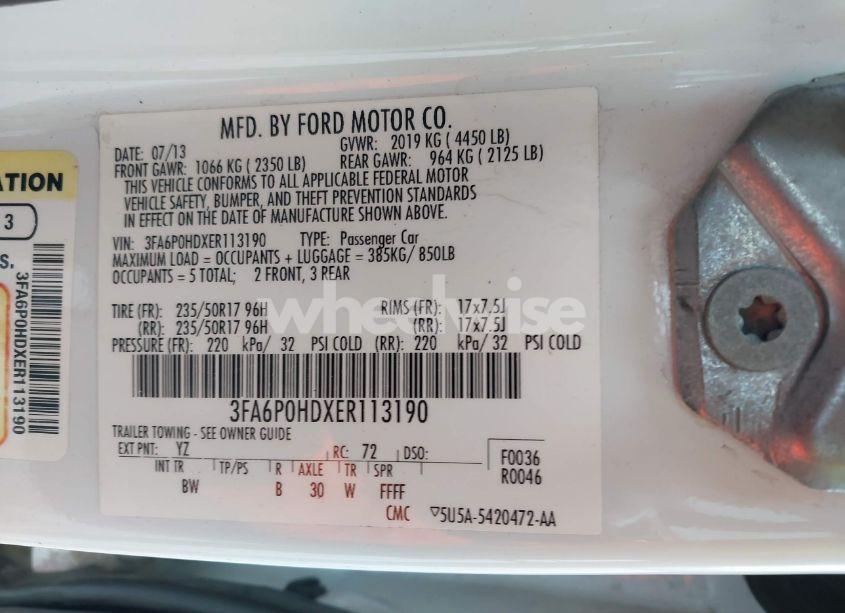 MFD. BY FORD MOTOR CO.
DATE: 07/13 GVWR: 2019 KG ( 4450 LB)
FRONT GAWR: 1066 KG ( 2350 LB) REAR GAWR: 964 KG ( 2125 LB)
THIS VEHICLE CONFORMS TO ALL APPLICABLE FEDERAL MOTOR
VEHICLE SAFETY, BUMPER, AND THEFT PREVENTION STANDARDS
IN EFFECT ON THE DATE OF MANUFACTURE SHOWN ABOVE.
VIN: 3FA6P0HDXER113190 TYPE: Passenger Car
MAXIMUM LOAD = OCCUPANTS + LUGGAGE = 385KG/ 850LB
OCCUPANTS = 5 TOTAL; 2 FRONT, 3 REAR
wheelwise
TIRE (FR): 235/50R17 96H RIMS (FR): 17x7.5J
(RR): 235/50R17 96H (RR): 17x7.5J
PRESSURE (FR): 220 kPa/ 32 PSI COLD (RR): 220 kPa/ 32 PSI COLD
3FA6P0HDXER113190
TRAILER TOWING - SEE OWNER GUIDE
EXT PNT: YZ RC: 72 DSO:
F0036
R0046
INT TR TP/PS R AXLE TR SPR
BW B 30 W FFFF
CMC ▽5U5A-5420472-AA
ATION
3
S.
3FA6P0HDXER113190